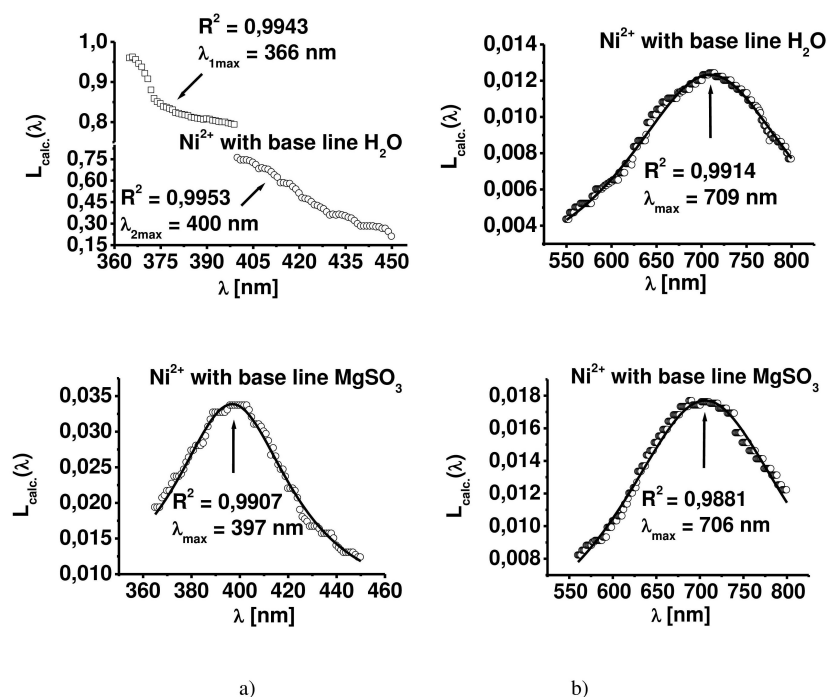 R² = 0,9943
λ1max = 366 nm
1,0
0,9
0,8
Ni²⁺ with base line H₂O
0,75
0,60
0,45
0,30
0,15
R² = 0,9953
λ2max = 400 nm
360 375 390 405 420 435 450
λ [nm]
Lcalc.(λ)
Ni²⁺ with base line H₂O
0,014
0,012
0,010
0,008
0,006
0,004
R² = 0,9914
λmax = 709 nm
550 600 650 700 750 800
λ [nm]
Lcalc.(λ)
Ni²⁺ with base line MgSO₃
0,035
0,030
0,025
0,020
0,015
0,010
R² = 0,9907
λmax = 397 nm
360 380 400 420 440 460
λ [nm]
Lcalc.(λ)
Ni²⁺ with base line MgSO₃
0,018
0,016
0,014
0,012
0,010
0,008
R² = 0,9881
λmax = 706 nm
550 600 650 700 750 800
λ [nm]
Lcalc.(λ)
a) b)